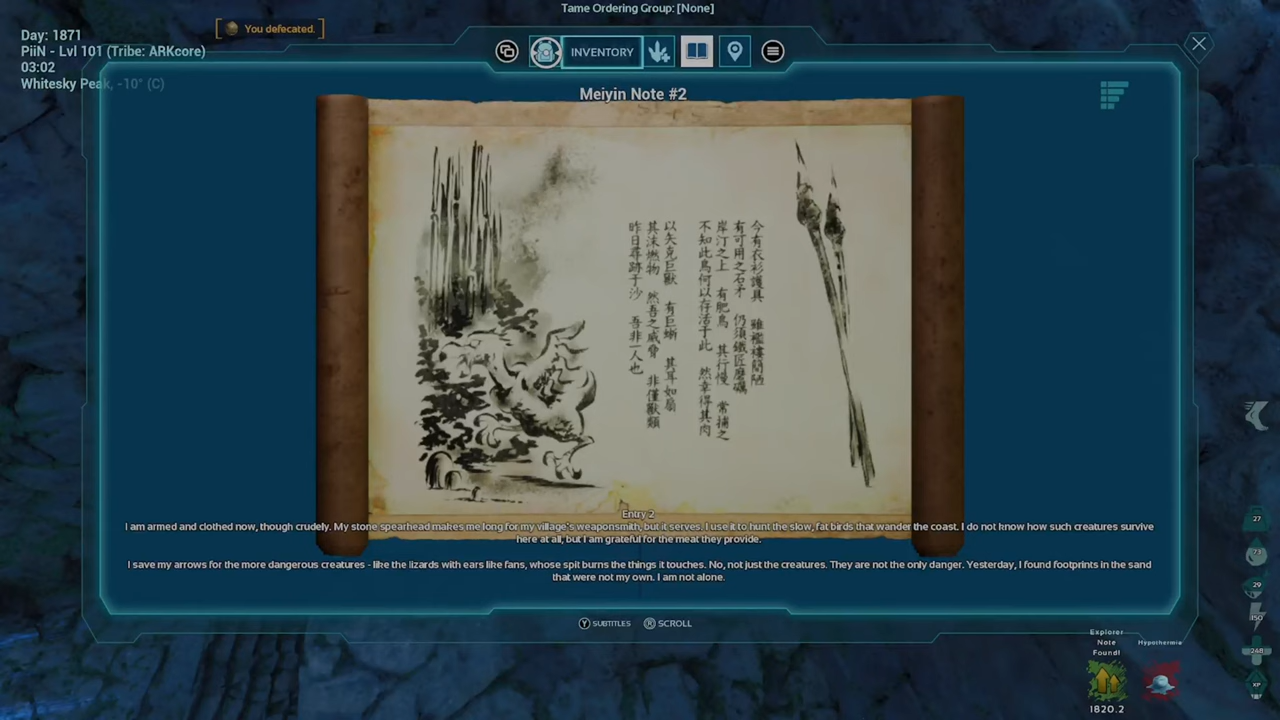 Tame Ordering Group: [None]
You defecated.
Day: 1871
PiiN - Lvl 101 (Tribe: ARKcore)
03:02
Whitesky Peak, -10° (C)
INVENTORY
Meiyin Note #2
今有衣衫護具 雖襤褸簡陋
有可用之石矛 仍須鐵匠磨礪
岸汀之上 有肥鳥 其行慢 常捕之
不知此鳥何以存活于此 然幸得其肉
以矢克巨獸 有巨蜥 其耳如扇
其沫燃物 然吾之威脅 非僅獸類
昨日尋跡于沙 吾非一人也
Entry 2
I am armed and clothed now, though crudely. My stone spearhead makes me long for my village's weaponsmith, but it serves. I use it to hunt the slow, fat birds that wander the coast. I do not know how such creatures survive
here at all, but I am grateful for the meat they provide.
I save my arrows for the more dangerous creatures - like the lizards with ears like fans, whose spit burns the things it touches. No, not just the creatures. They are not the only danger. Yesterday, I found footprints in the sand
that were not my own. I am not alone.
Y SUBTITLES R SCROLL
Explorer
Note
Found!
Hypothermia
1820.2
27
73
29
150
248
XP